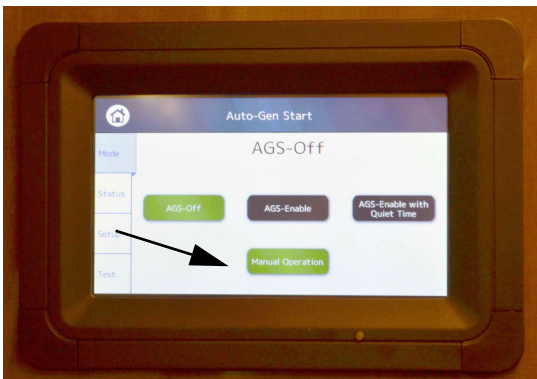 Auto-Gen Start
AGS-Off
Mode
Status
Setup
Test
AGS-Off
AGS-Enable
AGS-Enable with
Quiet Time
Manual Operation